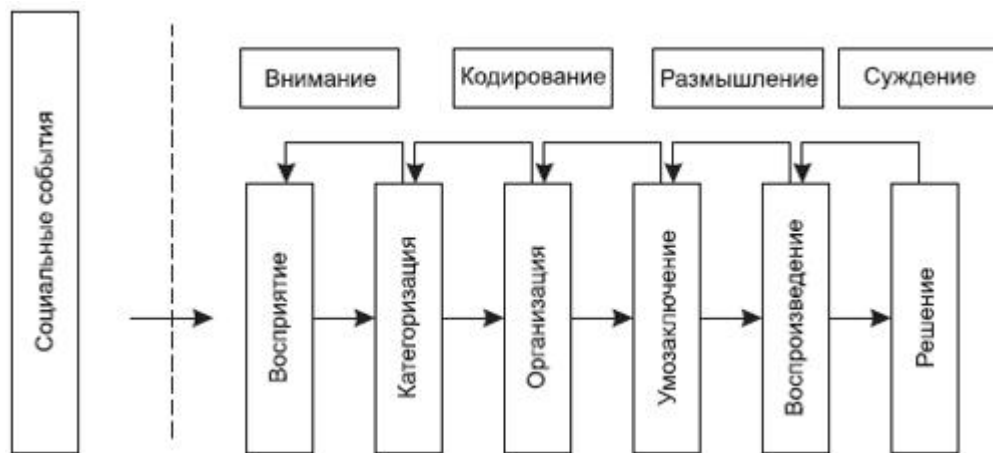 Социальные события
Внимание
Кодирование
Размышление
Суждение
Восприятие
Категоризация
Организация
Умозаключение
Воспроизведение
Решение